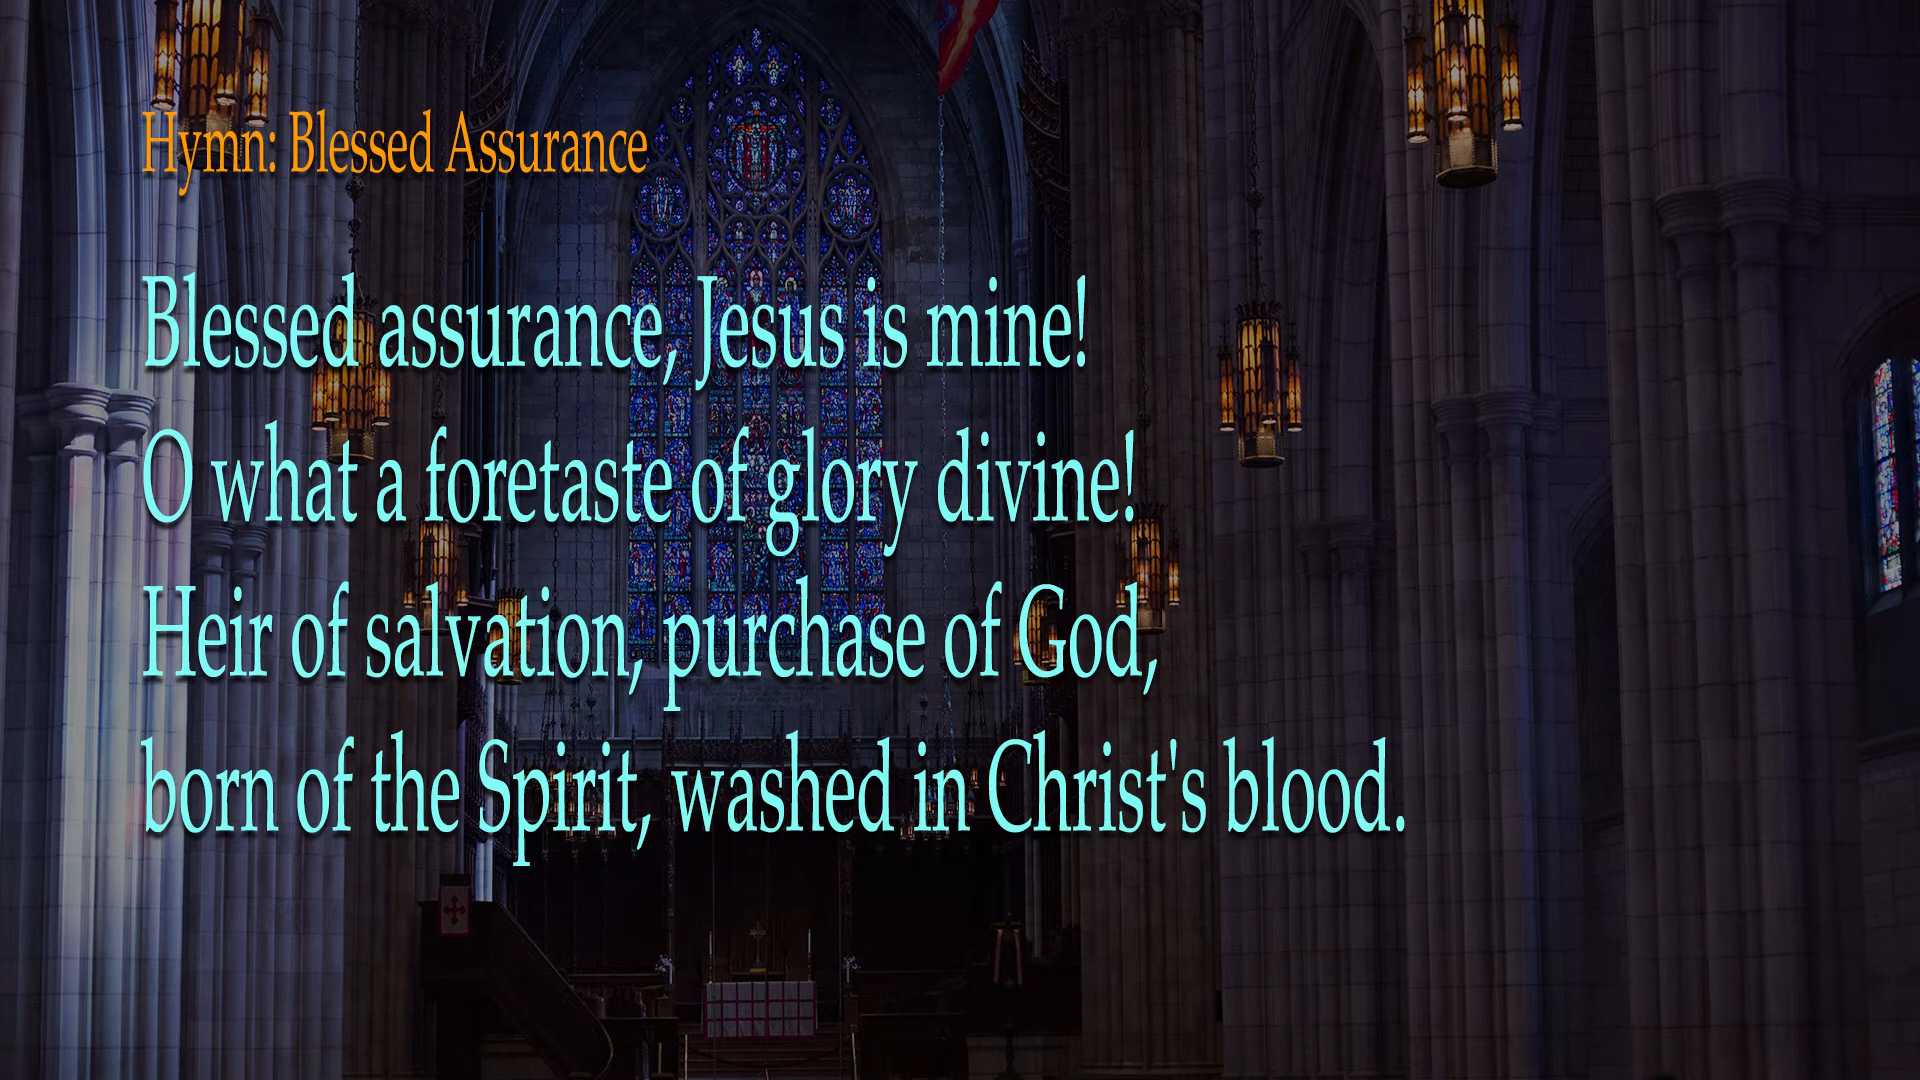 Hymn: Blessed Assurance
Blessed assurance, Jesus is mine!
O what a foretaste of glory divine!
Heir of salvation, purchase of God,
born of the Spirit, washed in Christ's blood.